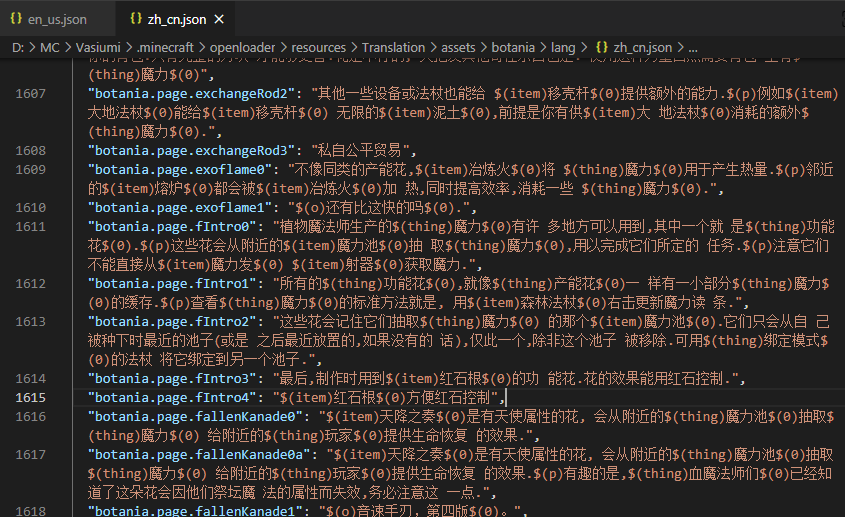 en_us.json
zh_cn.json
D: > MC > Vasiumi > .minecraft > openloader > resources > Translation > assets > botania > lang > {} zh_cn.json > ...
(thing)魔力$(0)",
1607 "botania.page.exchangeRod2": "其他一些设备或法杖也能给 $(item)移壳杆$(0)提供额外的能力.$(p)例如$(item)
大地法杖$(0)能给$(item)移壳杆$(0) 无限的$(item)泥土$(0),前提是你有供$(item)大 地法杖$(0)消耗的额外$
(thing)魔力$(0).",
1608 "botania.page.exchangeRod3": "私自公平贸易",
1609 "botania.page.exoflame0": "不像同类的产能花,$(item)冶炼火$(0)将 $(thing)魔力$(0)用于产生热量.$(p)邻近
的$(item)熔炉$(0)都会被$(item)冶炼火$(0)加 热,同时提高效率,消耗一些 $(thing)魔力$(0).",
1610 "botania.page.exoflame1": "$(o)还有比这快的吗$(0).",
1611 "botania.page.fIntro0": "植物魔法师生产的$(thing)魔力$(0)有许 多地方可以用到,其中一个就 是$(thing)功能
花$(0).$(p)这些花会从附近的$(item)魔力池$(0)抽 取$(thing)魔力$(0),用以完成它们所定的 任务.$(p)注意它们
不能直接从$(item)魔力发$(0) $(item)射器$(0)获取魔力.",
1612 "botania.page.fIntro1": "所有的$(thing)功能花$(0),就像$(thing)产能花$(0)一 样有一小部分$(thing)魔力$
(0)的缓存.$(p)查看$(thing)魔力$(0)的标准方法就是, 用$(item)森林法杖$(0)右击更新魔力读 条.",
1613 "botania.page.fIntro2": "这些花会记住它们抽取$(thing)魔力$(0) 的那个$(item)魔力池$(0).它们只会从自 己
被种下时最近的池子(或是 之后最近放置的,如果没有的 话),仅此一个,除非这个池子 被移除.可用$(thing)绑定模式$
(0)的法杖 将它绑定到另一个池子.",
1614 "botania.page.fIntro3": "最后,制作时用到$(item)红石根$(0)的功 能花.花的效果能用红石控制.",
1615 "botania.page.fIntro4": "$(item)红石根$(0)方便红石控制",
1616 "botania.page.fallenKanade0": "$(item)天降之奏$(0)是有天使属性的花, 会从附近的$(thing)魔力池$(0)抽取$
(thing)魔力$(0) 给附近的$(thing)玩家$(0)提供生命恢复 的效果.",
1617 "botania.page.fallenKanade0a": "$(item)天降之奏$(0)是有天使属性的花, 会从附近的$(thing)魔力池$(0)抽取
$(thing)魔力$(0) 给附近的$(thing)玩家$(0)提供生命恢复 的效果.$(p)有趣的是,$(thing)血魔法师们$(0)已经知
道了这朵花会因他们祭坛魔 法的属性而失效,务必注意这 一点.",
1618 "botania.page.fallenKanade1": "$(o)音速手刃, 第四版$(0)。",